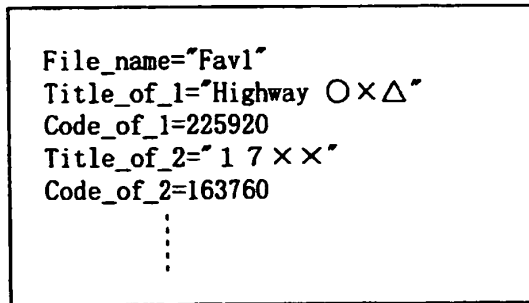 File_name="Fav1"
Title_of_1="Highway ○×△"
Code_of_1=225920
Title_of_2="１７××"
Code_of_2=163760